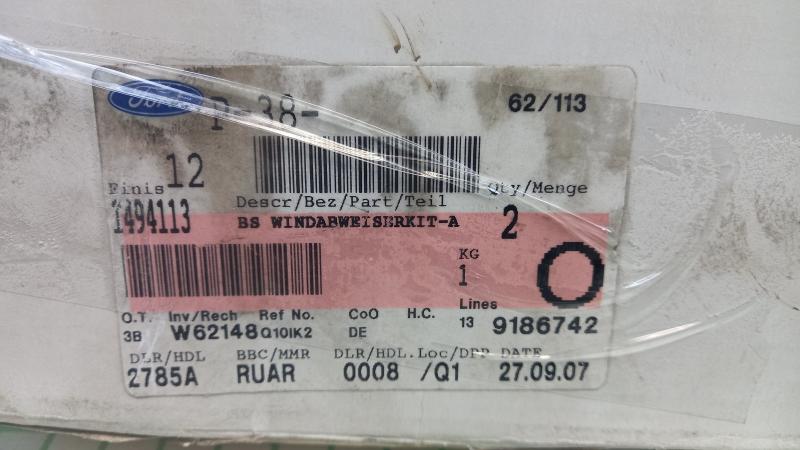 Ford P-38- 62/113
Finis 12
Descr/Bez/Part/Teil Qty/Menge
1494113 BS WINDABWEISERKIT-A 2
KG
1
O.T. Inv/Rech Ref No. CoO H.C. Lines
3B W62148 Q10IK2 DE 13 9186742
DLR/HDL BBC/MMR DLR/HDL.Loc/DPP DATE
2785A RUAR 0008 /Q1 27.09.07